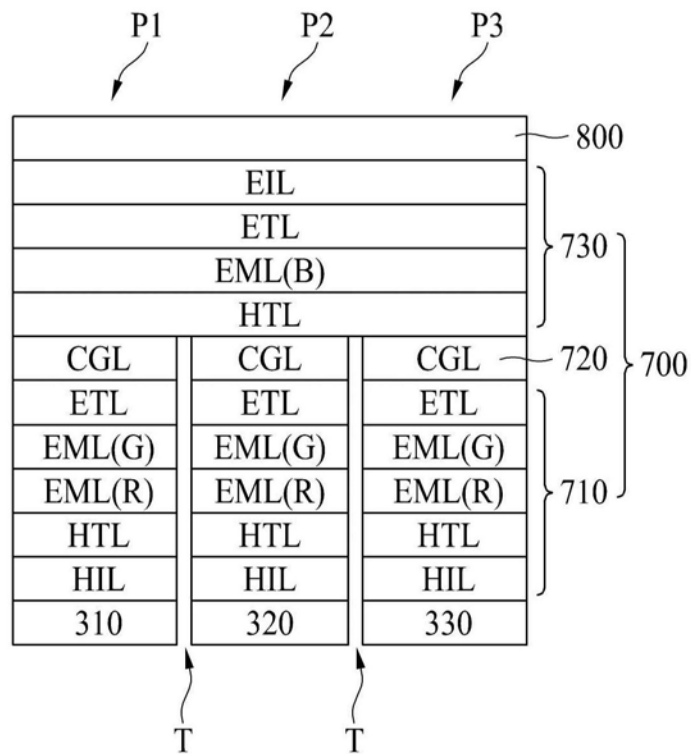 P1 P2 P3
800
EIL
ETL
730
EML(B)
HTL
CGL CGL CGL 720 700
ETL ETL ETL
EML(G) EML(G) EML(G)
EML(R) EML(R) EML(R) 710
HTL HTL HTL
HIL HIL HIL
310 320 330
T T